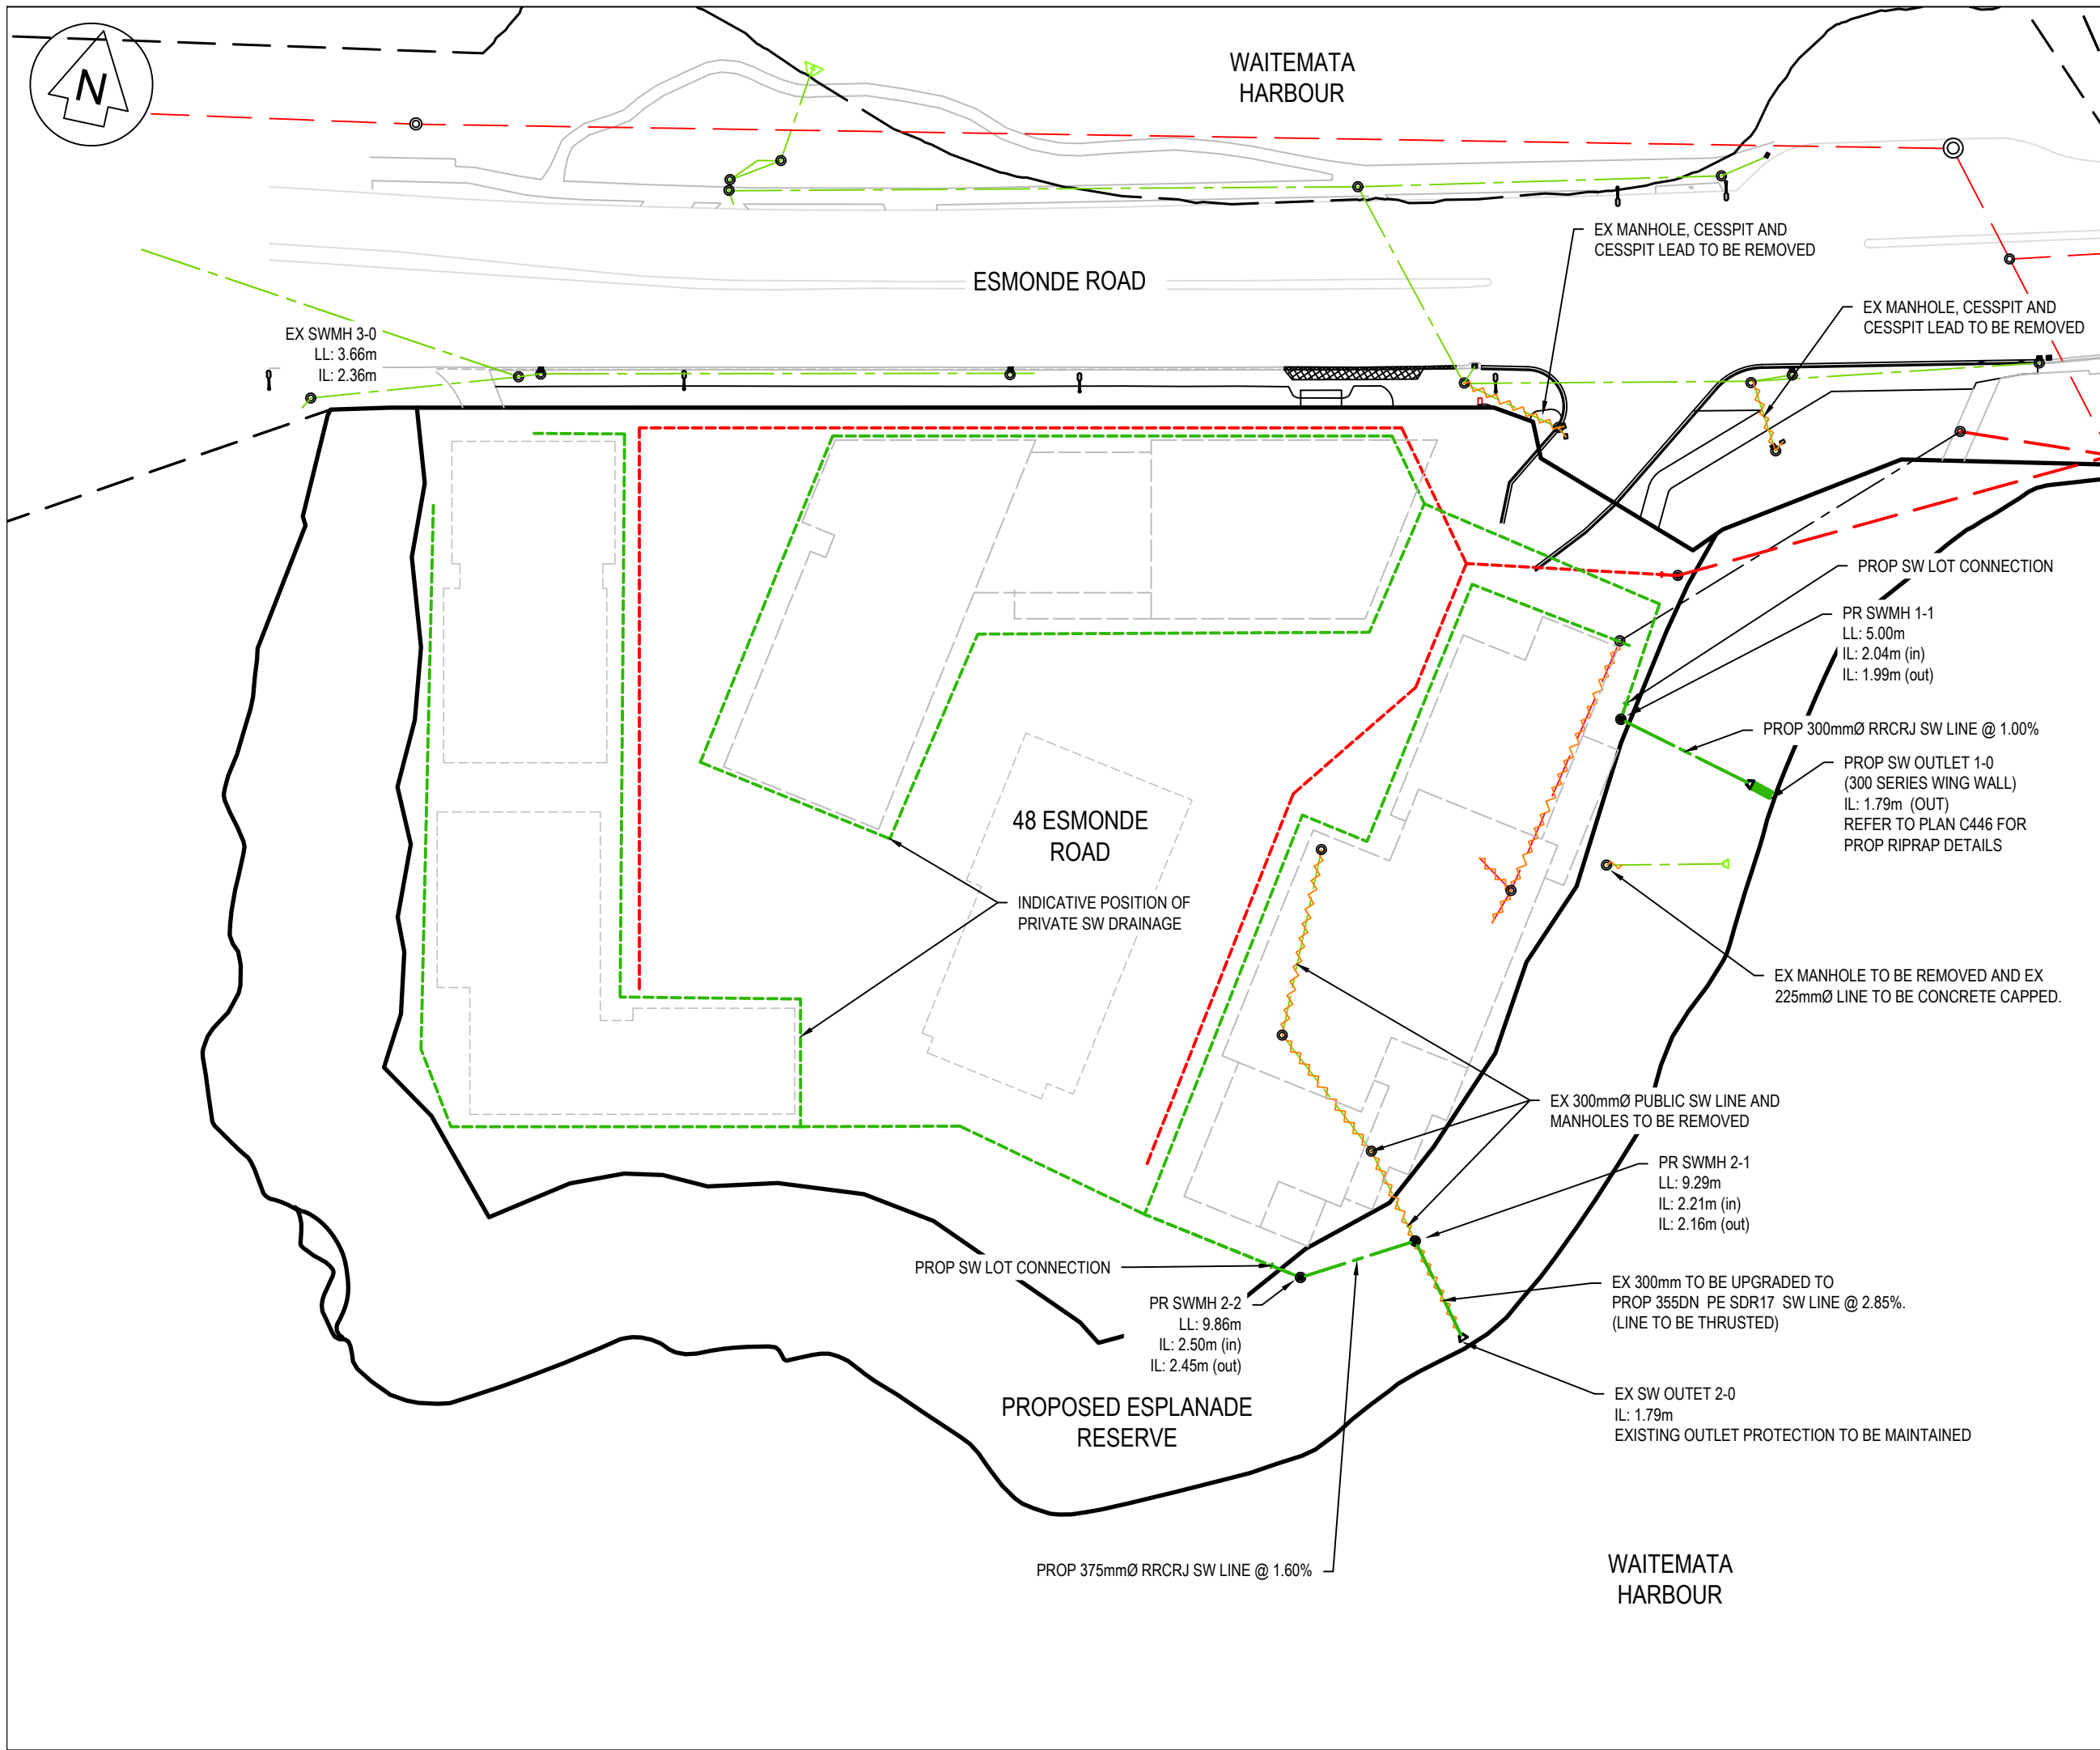 N
WAITEMATA
HARBOUR
EX MANHOLE, CESSPIT AND
CESSPIT LEAD TO BE REMOVED
ESMONDE ROAD
EX MANHOLE, CESSPIT AND
CESSPIT LEAD TO BE REMOVED
EX SWMH 3-0
LL: 3.66m
IL: 2.36m
PROP SW LOT CONNECTION
PR SWMH 1-1
LL: 5.00m
IL: 2.04m (in)
IL: 1.99m (out)
PROP 300mmØ RRCRJ SW LINE @ 1.00%
PROP SW OUTLET 1-0
(300 SERIES WING WALL)
IL: 1.79m (OUT)
REFER TO PLAN C446 FOR
PROP RIPRAP DETAILS
48 ESMONDE
ROAD
INDICATIVE POSITION OF
PRIVATE SW DRAINAGE
EX MANHOLE TO BE REMOVED AND EX
225mmØ LINE TO BE CONCRETE CAPPED.
EX 300mmØ PUBLIC SW LINE AND
MANHOLES TO BE REMOVED
PR SWMH 2-1
LL: 9.29m
IL: 2.21m (in)
IL: 2.16m (out)
PROP SW LOT CONNECTION
EX 300mm TO BE UPGRADED TO
PROP 355DN PE SDR17 SW LINE @ 2.85%.
(LINE TO BE THRUSTED)
PR SWMH 2-2
LL: 9.86m
IL: 2.50m (in)
IL: 2.45m (out)
EX SW OUTET 2-0
IL: 1.79m
EXISTING OUTLET PROTECTION TO BE MAINTAINED
PROPOSED ESPLANADE
RESERVE
PROP 375mmØ RRCRJ SW LINE @ 1.60%
WAITEMATA
HARBOUR